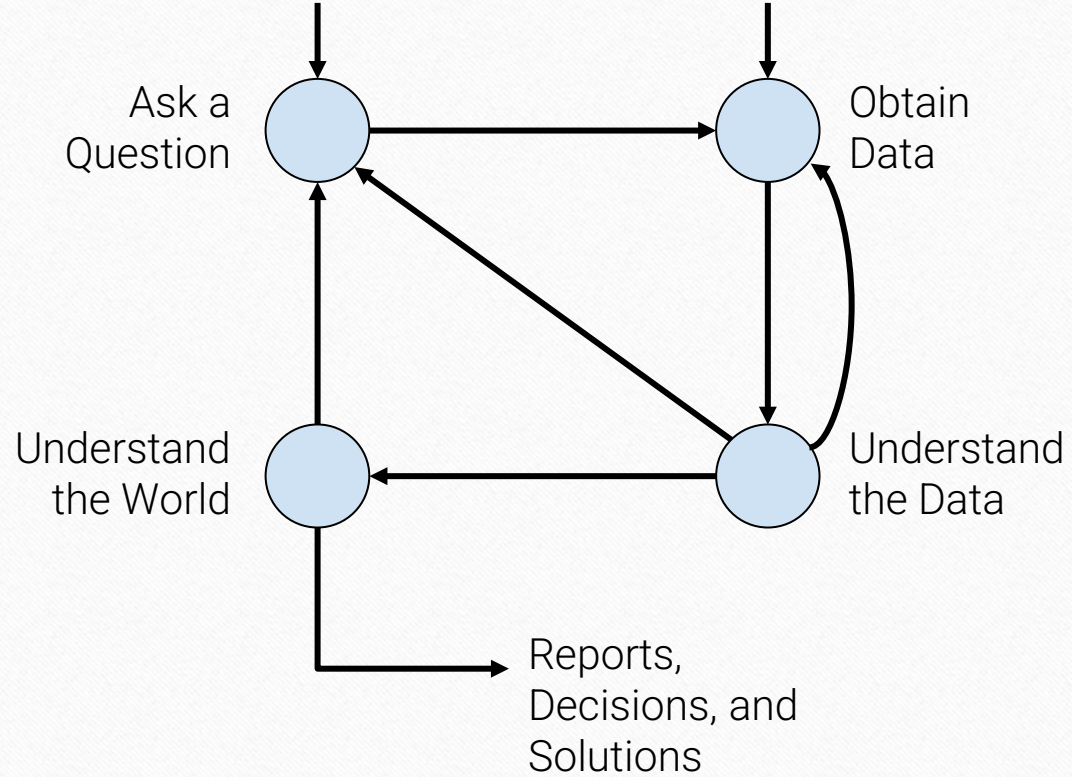 Ask a
Question
Obtain
Data
Understand
the World
Understand
the Data
Reports,
Decisions, and
Solutions